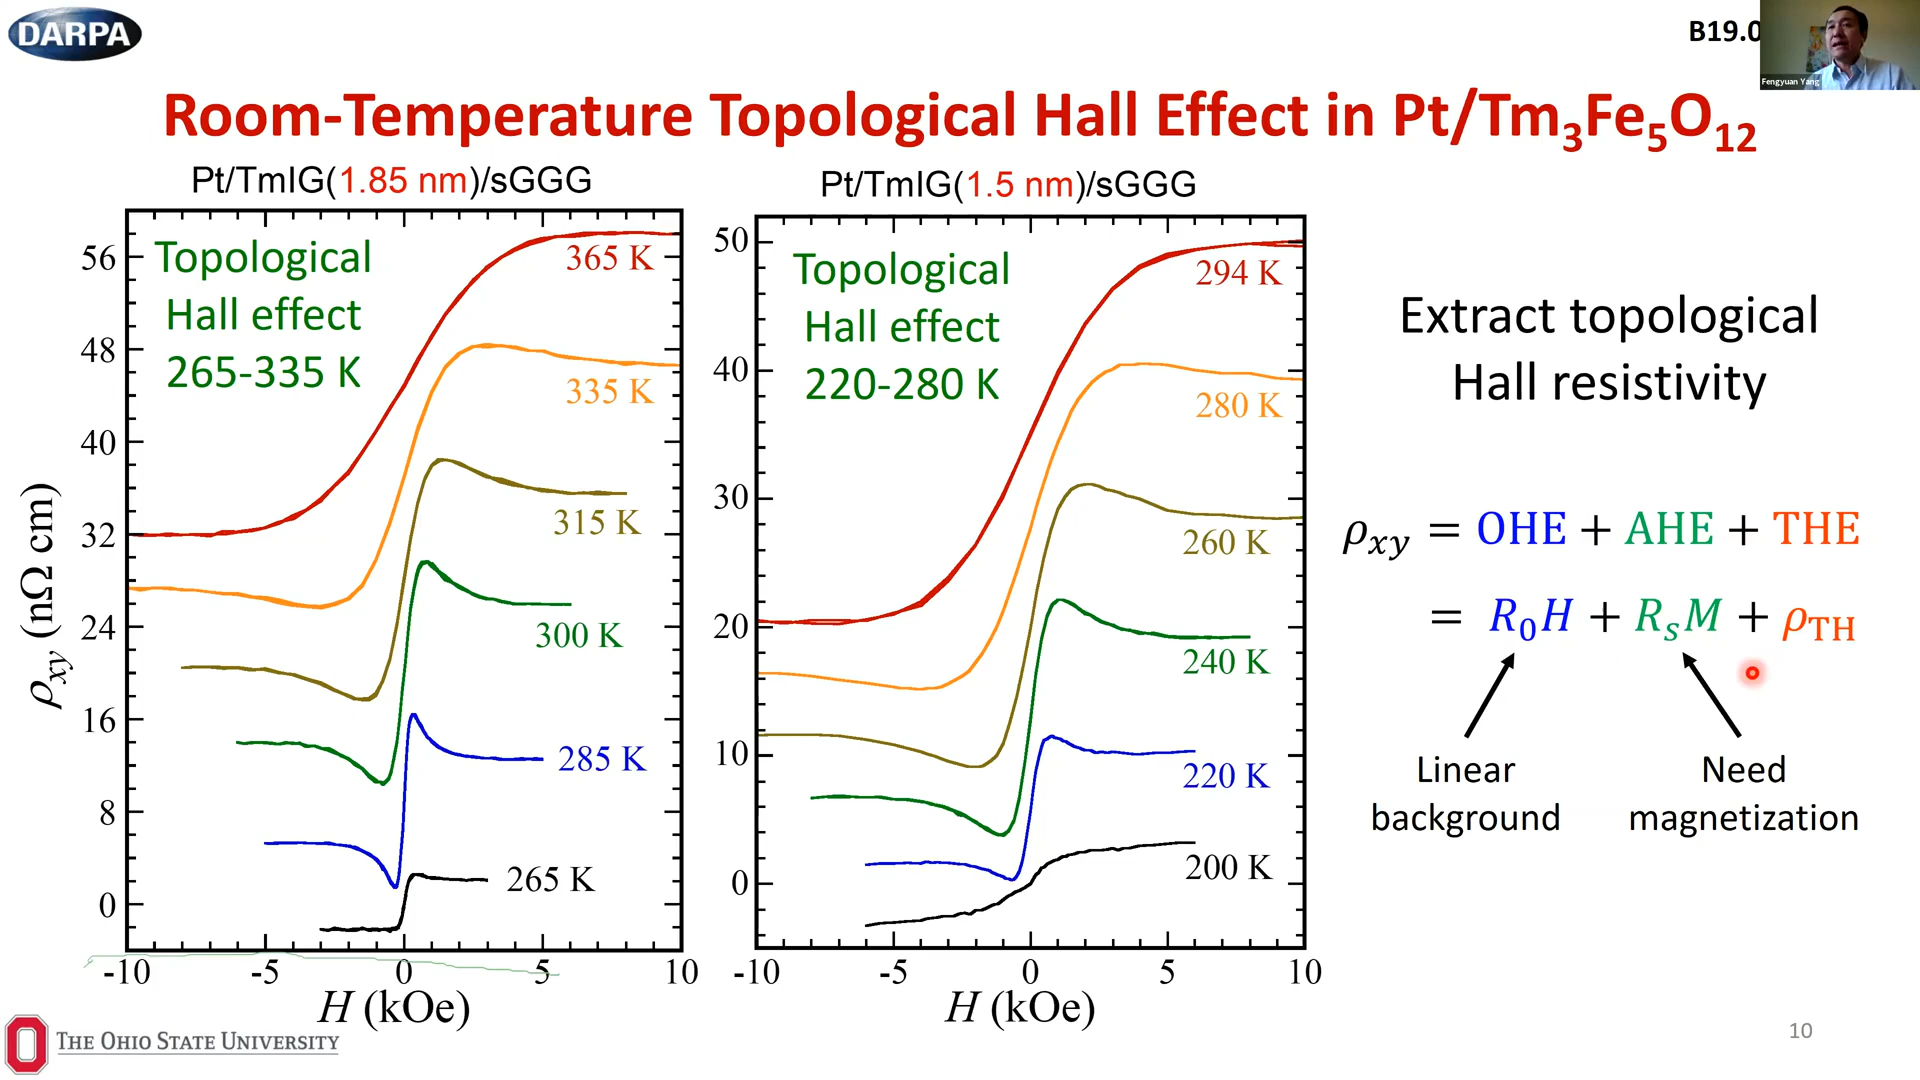 DARPA
B19.0
Fengyuan Yang
Room-Temperature Topological Hall Effect in Pt/Tm₃Fe₅O₁₂
Pt/TmIG(1.85 nm)/sGGG
Topological
Hall effect
265-335 K
365 K
335 K
315 K
300 K
285 K
265 K
56
48
40
32
24
16
8
0
ρxy (nΩ cm)
-10 -5 0 5 10
H (kOe)
Pt/TmIG(1.5 nm)/sGGG
Topological
Hall effect
220-280 K
294 K
280 K
260 K
240 K
220 K
200 K
50
40
30
20
10
0
-10 -5 0 5 10
H (kOe)
Extract topological
Hall resistivity
ρxy = OHE + AHE + THE
= R₀H + RsM + ρTH
Linear
background
Need
magnetization
THE OHIO STATE UNIVERSITY
10